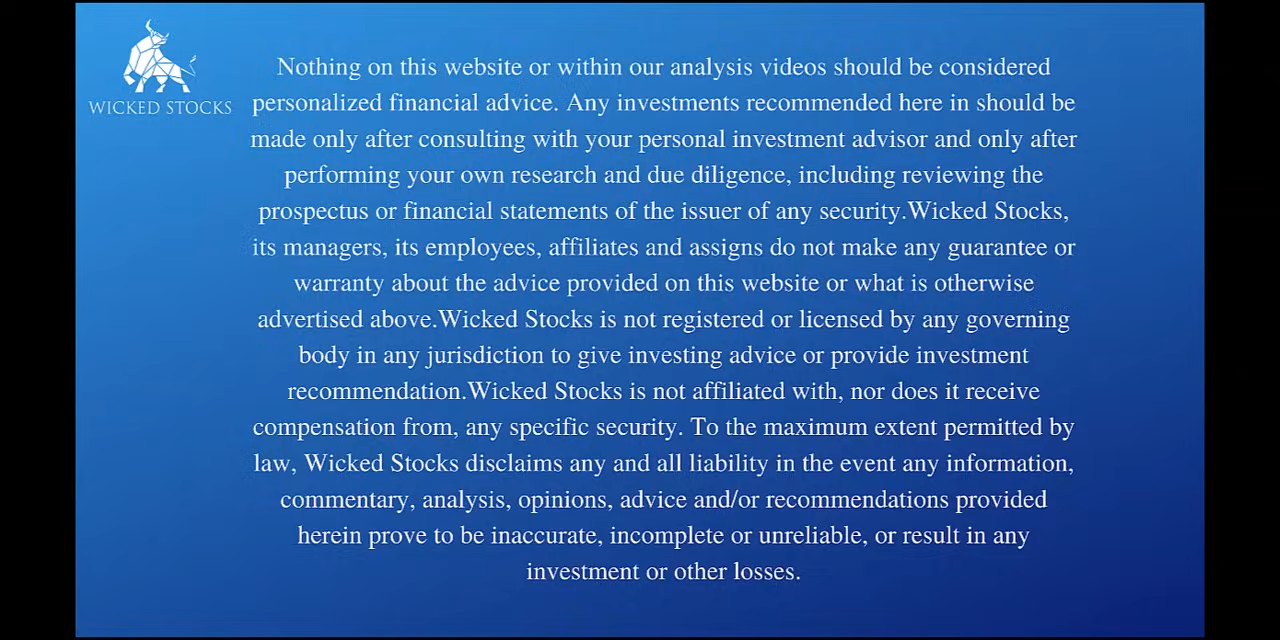 WICKED STOCKS
Nothing on this website or within our analysis videos should be considered
personalized financial advice. Any investments recommended here in should be
made only after consulting with your personal investment advisor and only after
performing your own research and due diligence, including reviewing the
prospectus or financial statements of the issuer of any security.Wicked Stocks,
its managers, its employees, affiliates and assigns do not make any guarantee or
warranty about the advice provided on this website or what is otherwise
advertised above.Wicked Stocks is not registered or licensed by any governing
body in any jurisdiction to give investing advice or provide investment
recommendation.Wicked Stocks is not affiliated with, nor does it receive
compensation from, any specific security. To the maximum extent permitted by
law, Wicked Stocks disclaims any and all liability in the event any information,
commentary, analysis, opinions, advice and/or recommendations provided
herein prove to be inaccurate, incomplete or unreliable, or result in any
investment or other losses.